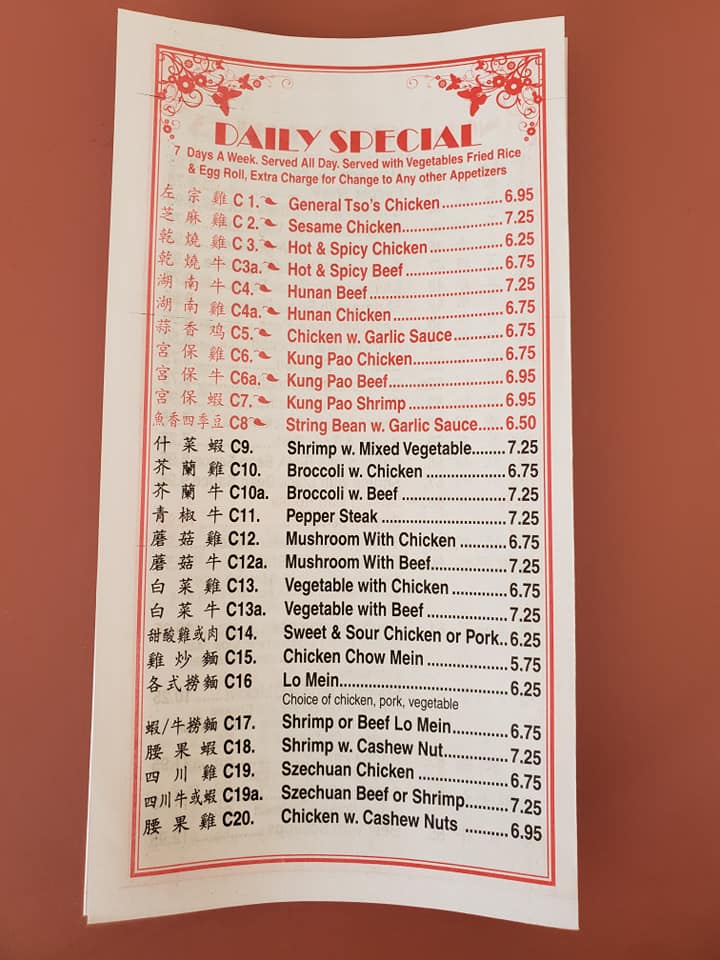 DAILY SPECIAL
7 Days A Week. Served All Day. Served with Vegetables Fried Rice
& Egg Roll, Extra Charge for Change to Any other Appetizers
左宗雞 C 1. General Tso's Chicken............... 6.95
芝麻雞 C 2. Sesame Chicken......................... 7.25
乾燒雞 C 3. Hot & Spicy Chicken.................. 6.25
乾燒牛 C3a. Hot & Spicy Beef........................ 6.75
湖南牛 C4. Hunan Beef................................. 7.25
湖南雞 C4a. Hunan Chicken........................... 6.75
蒜香鸡 C5. Chicken w. Garlic Sauce............ 6.75
宮保雞 C6. Kung Pao Chicken...................... 6.75
宮保牛 C6a. Kung Pao Beef............................ 6.95
宮保蝦 C7. Kung Pao Shrimp....................... 6.95
魚香四季豆 C8 String Bean w. Garlic Sauce...... 6.50
什菜蝦 C9. Shrimp w. Mixed Vegetable........ 7.25
芥蘭雞 C10. Broccoli w. Chicken.................... 6.75
芥蘭牛 C10a. Broccoli w. Beef......................... 7.25
青椒牛 C11. Pepper Steak............................... 7.25
蘑菇雞 C12. Mushroom With Chicken............ 6.75
蘑菇牛 C12a. Mushroom With Beef.................. 7.25
白菜雞 C13. Vegetable with Chicken............. 6.75
白菜牛 C13a. Vegetable with Beef................... 7.25
甜酸雞或肉 C14. Sweet & Sour Chicken or Pork.. 6.25
雞炒麵 C15. Chicken Chow Mein................... 5.75
各式撈麵 C16 Lo Mein....................................... 6.25
Choice of chicken, pork, vegetable
蝦/牛撈麵 C17. Shrimp or Beef Lo Mein............. 6.75
腰果蝦 C18. Shrimp w. Cashew Nut............... 7.25
四川雞 C19. Szechuan Chicken..................... 6.75
四川牛或蝦 C19a. Szechuan Beef or Shrimp.......... 7.25
腰果雞 C20. Chicken w. Cashew Nuts.......... 6.95